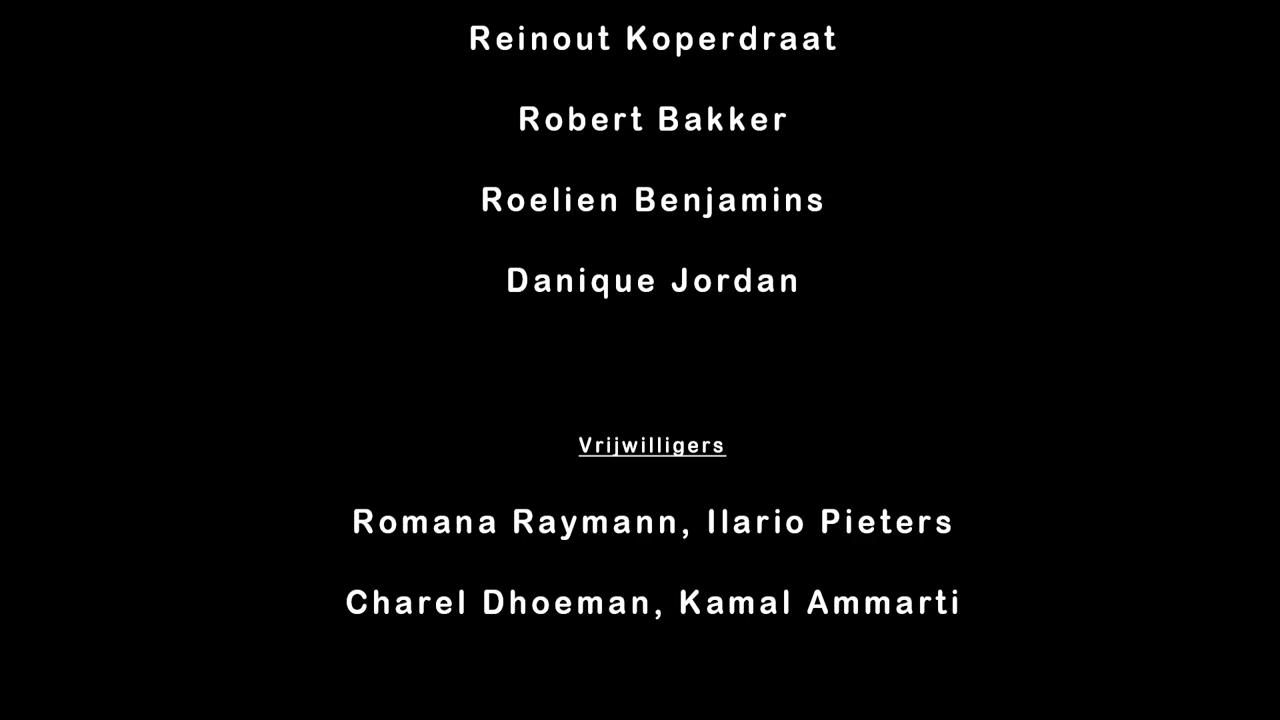 Reinout Koperdraat
Robert Bakker
Roelien Benjamins
Danique Jordan
Vrijwilligers
Romana Raymann, Ilario Pieters
Charel Dhoeman, Kamal Ammarti